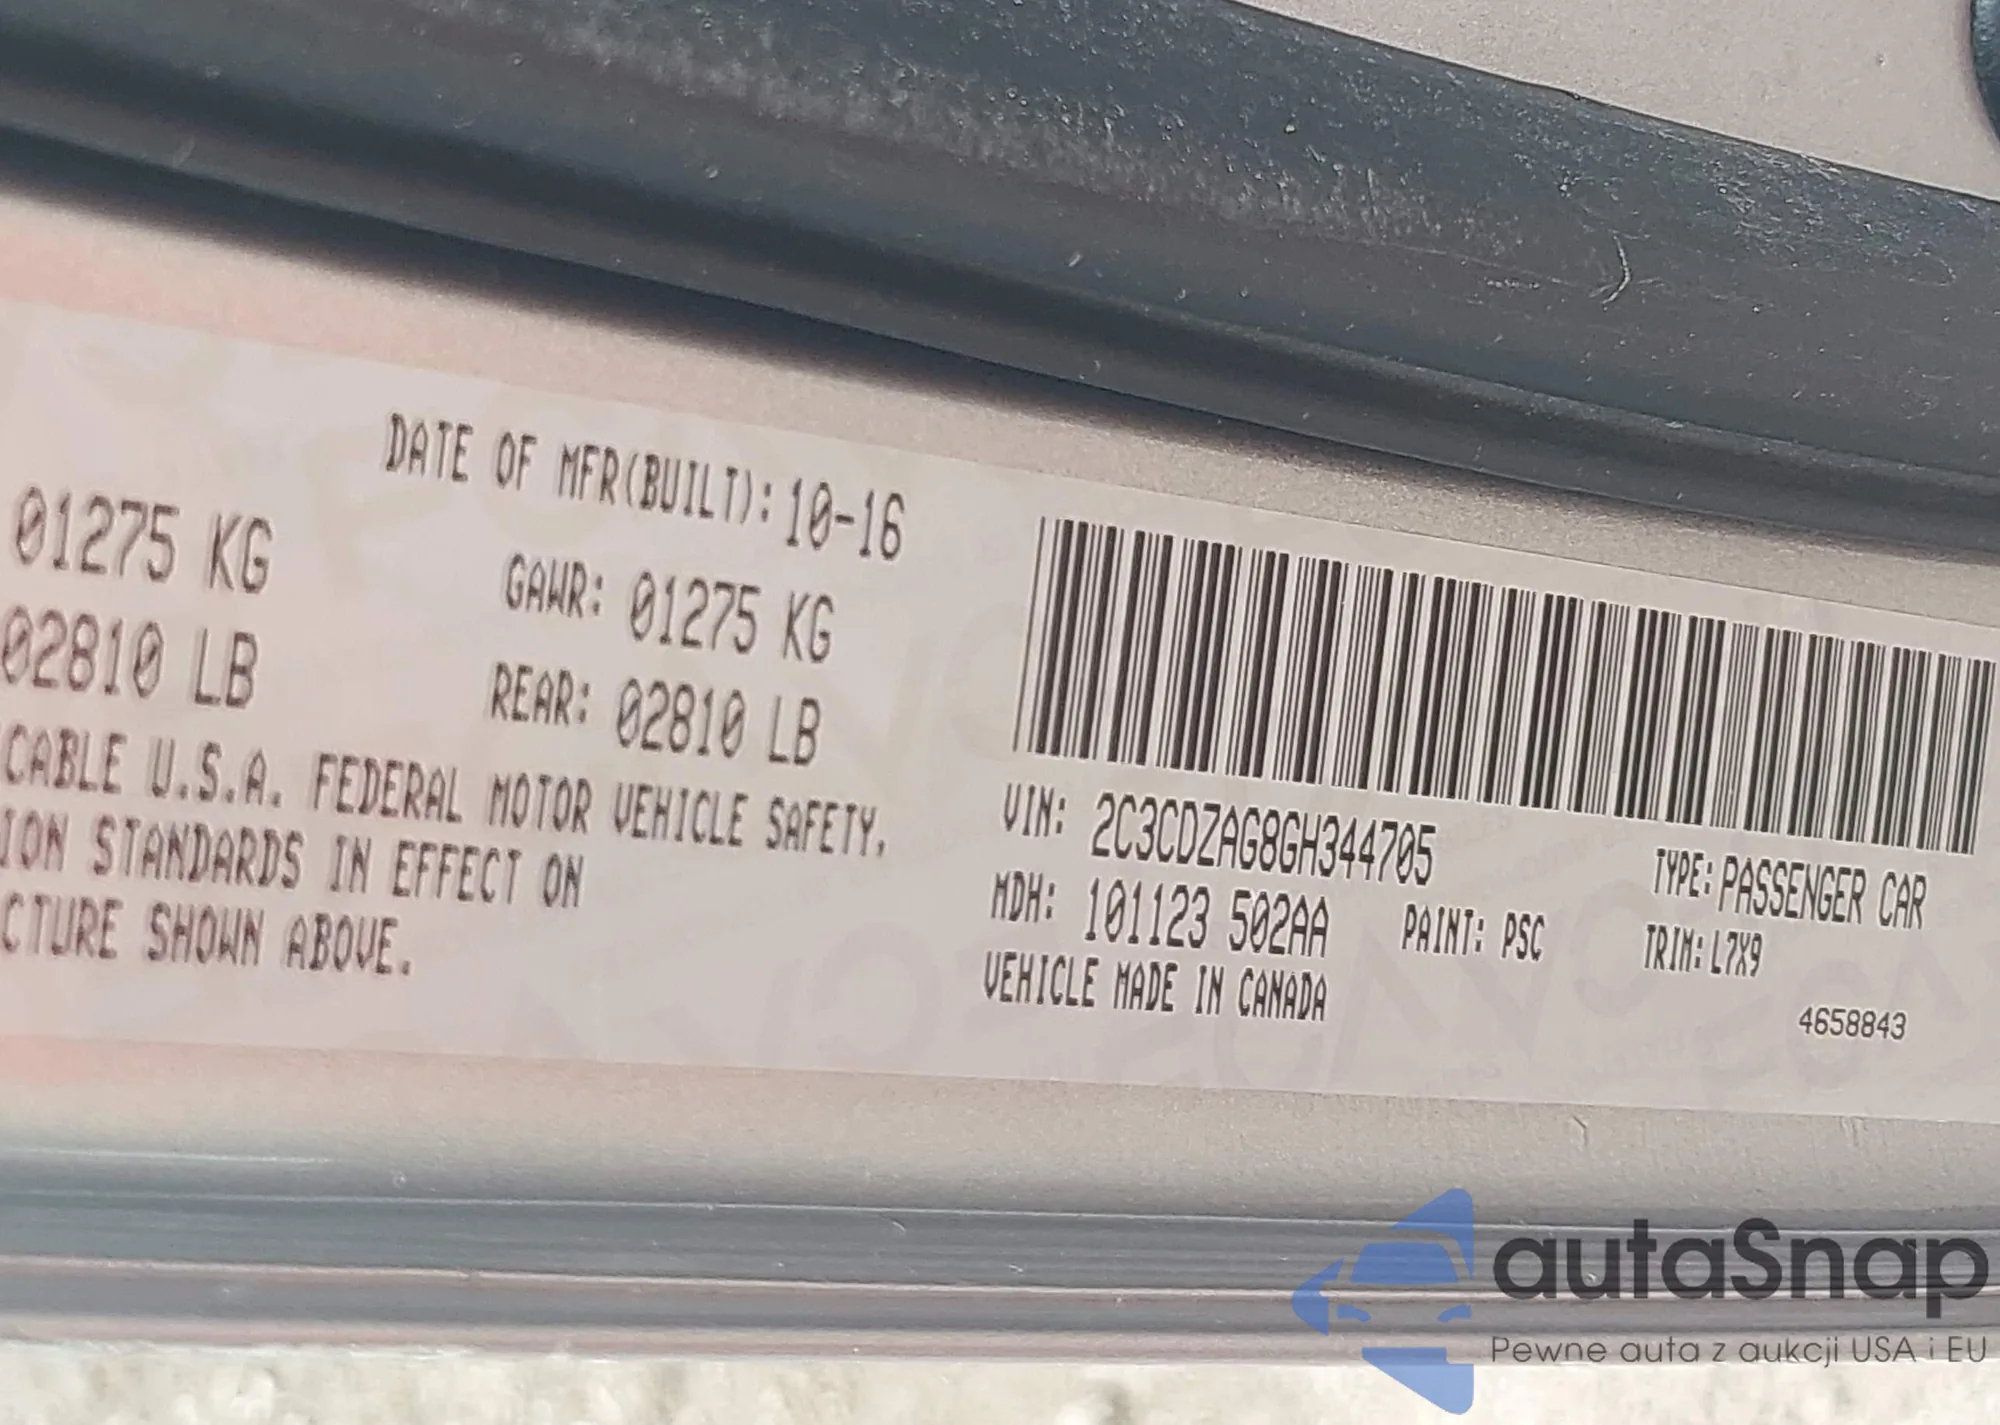 DATE OF MFR(BUILT): 10-16
01275 KG GAWR: 01275 KG
02810 LB REAR: 02810 LB
CABLE U.S.A. FEDERAL MOTOR VEHICLE SAFETY,
ION STANDARDS IN EFFECT ON
CTURE SHOWN ABOVE.
VIN: 2C3CDZAG8GH344705 TYPE: PASSENGER CAR
MDH: 101123 502AA PAINT: PSC TRIM: L7X9
VEHICLE MADE IN CANADA
4658843
autaSnap
Pewne auta z aukcji USA i EU